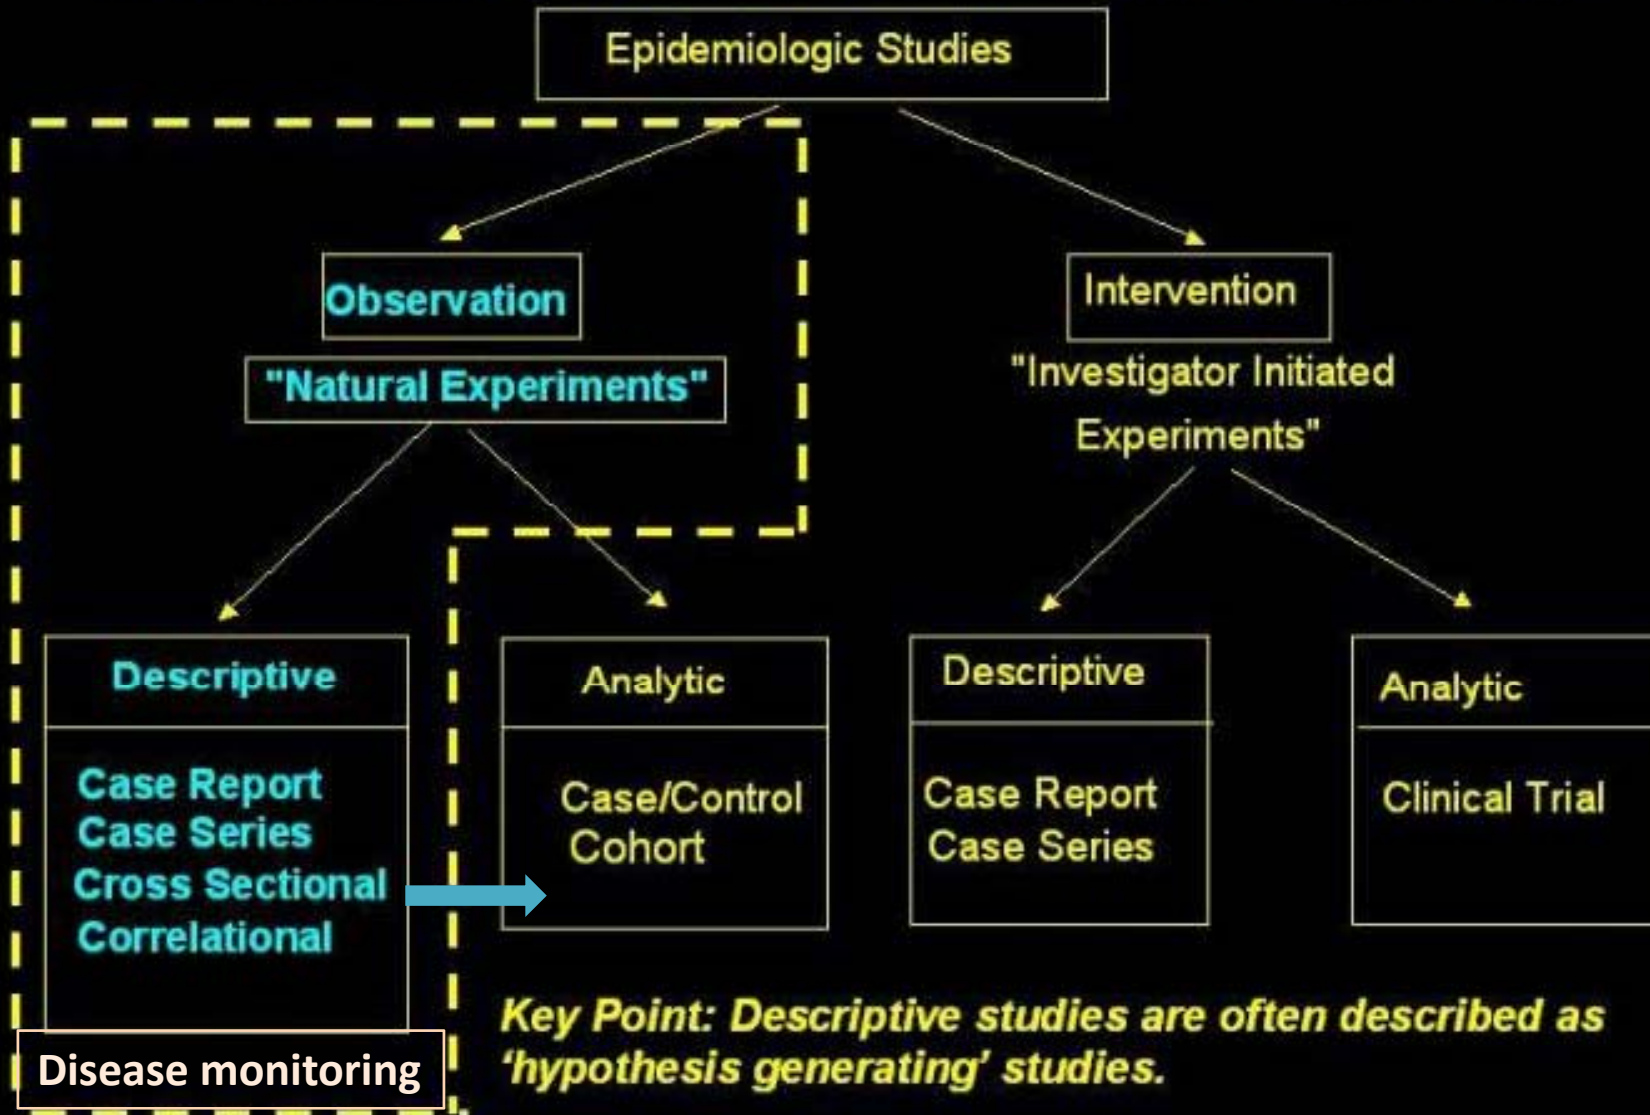 Epidemiologic Studies
Observation
"Natural Experiments"
Intervention
"Investigator Initiated
Experiments"
Descriptive
Case Report
Case Series
Cross Sectional
Correlational
Analytic
Case/Control
Cohort
Descriptive
Case Report
Case Series
Analytic
Clinical Trial
Key Point: Descriptive studies are often described as
‘hypothesis generating’ studies.
Disease monitoring